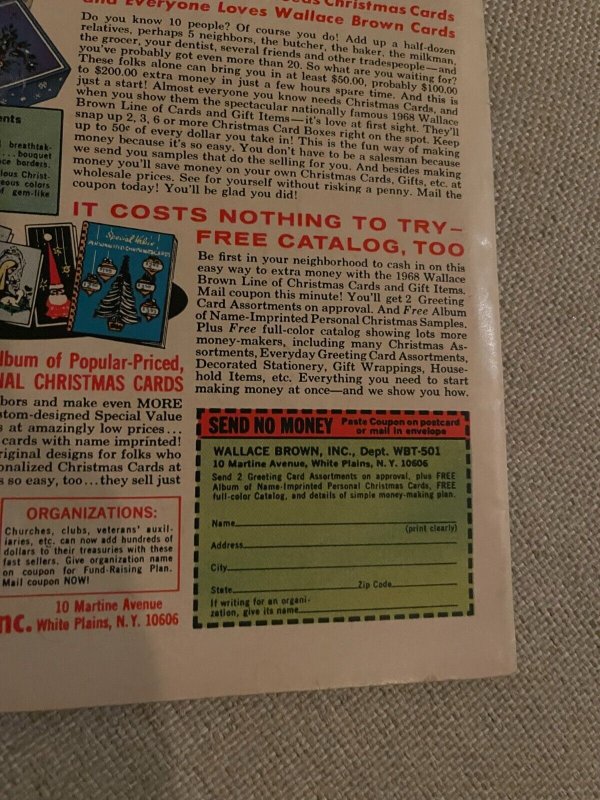 eds Christmas Cards
and Everyone Loves Wallace Brown Cards
Do you know 10 people? Of course you do! Add up a half-dozen
relatives, perhaps 5 neighbors, the butcher, the baker, the milkman,
the grocer, your dentist, several friends and other tradespeople—and
you've probably got even more than 20. So what are you waiting for?
These folks alone can bring you in at least $50.00, probably $100.00
to $200.00 extra money in just a few hours spare time. And this is
just a start! Almost everyone you know needs Christmas Cards, and
when you show them the spectacular nationally famous 1968 Wallace
Brown Line of Cards and Gift Items—it's love at first sight. They'll
snap up 2, 3, 6 or more Christmas Card Boxes right on the spot. Keep
up to 50¢ of every dollar you take in! This is the fun way of making
money because it's so easy. You don't have to be a salesman because
we send you samples that do the selling for you. And besides making
money you'll save money on your own Christmas Cards, Gifts, etc. at
wholesale prices. See for yourself without risking a penny. Mail the
coupon today! You'll be glad you did!
ents
breathtak-
... bouquet
ce borders.
lous Christ-
eous colors
f gem-like
IT COSTS NOTHING TO TRY—
FREE CATALOG, TOO
Special Value
PERSONALIZED CHRISTMAS CARDS
Be first in your neighborhood to cash in on this
easy way to extra money with the 1968 Wallace
Brown Line of Christmas Cards and Gift Items.
Mail coupon this minute! You'll get 2 Greeting
Card Assortments on approval. And Free Album
of Name-Imprinted Personal Christmas Samples.
Plus Free full-color catalog showing lots more
money-makers, including many Christmas As-
sortments, Everyday Greeting Card Assortments,
Decorated Stationery, Gift Wrappings, House-
hold Items, etc. Everything you need to start
making money at once—and we show you how.
lbum of Popular-Priced,
NAL CHRISTMAS CARDS
bors and make even MORE
stom-designed Special Value
s at amazingly low prices...
cards with name imprinted!
riginal designs for folks who
onalized Christmas Cards at
s so easy, too...they sell just
ORGANIZATIONS:
Churches, clubs, veterans' auxil-
iaries, etc. can now add hundreds of
dollars to their treasuries with these
fast sellers. Give organization name
on coupon for Fund-Raising Plan.
Mail coupon NOW!
nc. 10 Martine Avenue
White Plains, N.Y. 10606
SEND NO MONEY Paste Coupon on postcard
or mail in envelope
WALLACE BROWN, INC., Dept. WBT-501
10 Martine Avenue, White Plains, N. Y. 10606
Send 2 Greeting Card Assortments on approval, plus FREE
Album of Name-Imprinted Personal Christmas Cards, FREE
full-color Catalog, and details of simple money-making plan.
Name
(print clearly)
Address
City
State Zip Code
If writing for an organi-
zation, give its name